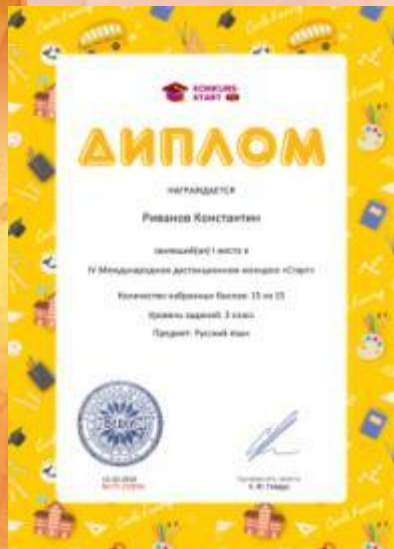 KONKURS-
START
ДИПЛОМ
НАГРАЖДАЕТСЯ
Риванов Константин
занявший(ая) I место в
IV Международном дистанционном конкурсе «Старт»
Количество набранных баллов: 15 из 15
Уровень заданий: 3 класс
Предмет: Русский язык